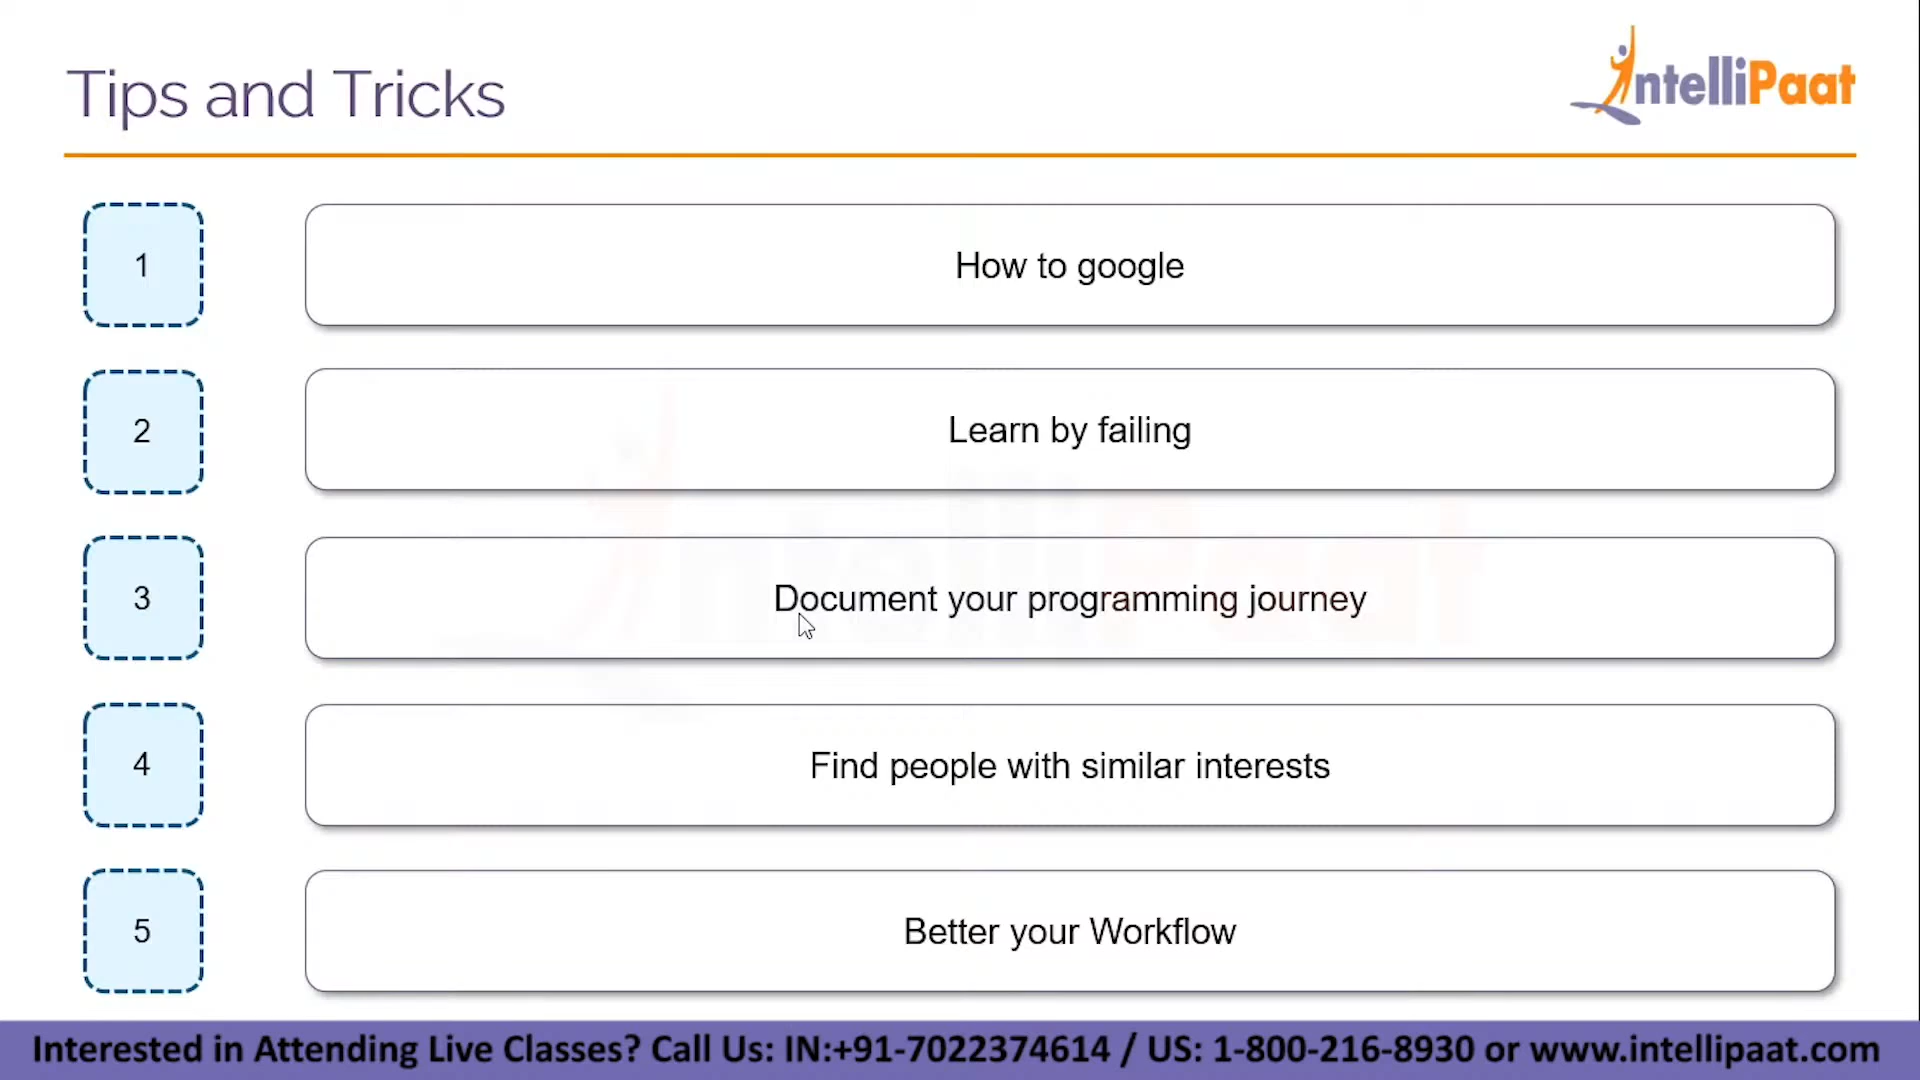 Tips and Tricks
IntelliPaat
1
How to google
2
Learn by failing
3
Document your programming journey
4
Find people with similar interests
5
Better your Workflow
Interested in Attending Live Classes? Call Us: IN:+91-7022374614 / US: 1-800-216-8930 or www.intellipaat.com